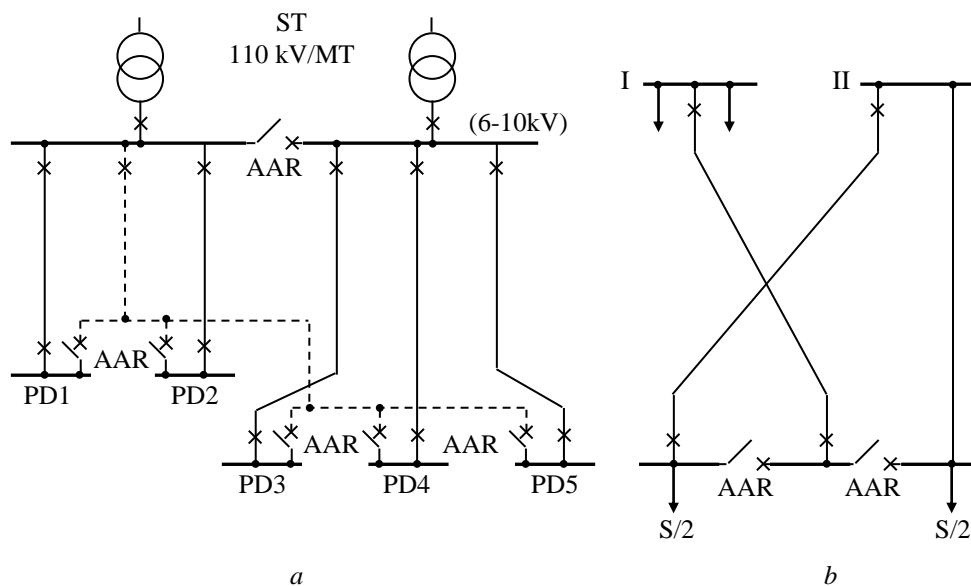 ST
110 kV/MT
I
II
(6-10kV)
AAR
AAR
PD1
PD2
AAR
AAR
PD3
PD4
PD5
AAR
AAR
S/2
S/2
a
b